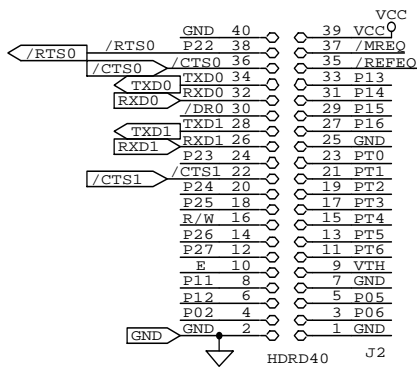 VCC
GND 40 39 VCC
/RTS0 /RTS0 P22 38 37 /MREQ
/CTS0 /CTS0 36 35 /REFEQ
TXD0 TXD0 34 33 P13
RXD0 RXD0 32 31 P14
/DR0 30 29 P15
TXD1 TXD1 28 27 P16
RXD1 RXD1 26 25 GND
P23 24 23 PT0
/CTS1 /CTS1 22 21 PT1
P24 20 19 PT2
P25 18 17 PT3
R/W 16 15 PT4
P26 14 13 PT5
P27 12 11 PT6
E 10 9 VTH
P11 8 7 GND
P12 6 5 P05
P02 4 3 P06
GND GND 2 1 GND
HDRD40 J2